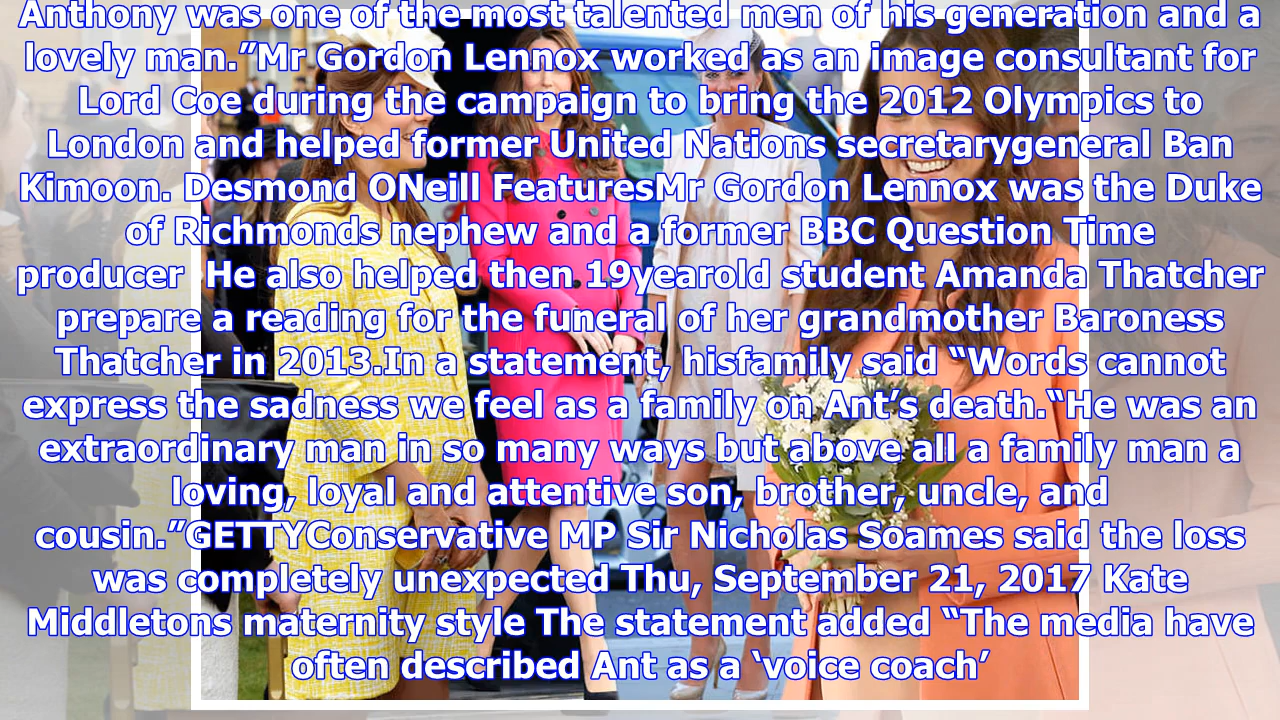 Anthony was one of the most talented men of his generation and a
lovely man.”Mr Gordon Lennox worked as an image consultant for
Lord Coe during the campaign to bring the 2012 Olympics to
London and helped former United Nations secretarygeneral Ban
Kimoon. Desmond ONeill FeaturesMr Gordon Lennox was the Duke
of Richmonds nephew and a former BBC Question Time
producer  He also helped then 19yearold student Amanda Thatcher
prepare a reading for the funeral of her grandmother Baroness
Thatcher in 2013.In a statement, hisfamily said “Words cannot
express the sadness we feel as a family on Ant’s death.“He was an
extraordinary man in so many ways but above all a family man a
loving, loyal and attentive son, brother, uncle, and
cousin.”GETTYConservative MP Sir Nicholas Soames said the loss
was completely unexpected Thu, September 21, 2017 Kate
Middletons maternity style The statement added “The media have
often described Ant as a ‘voice coach’